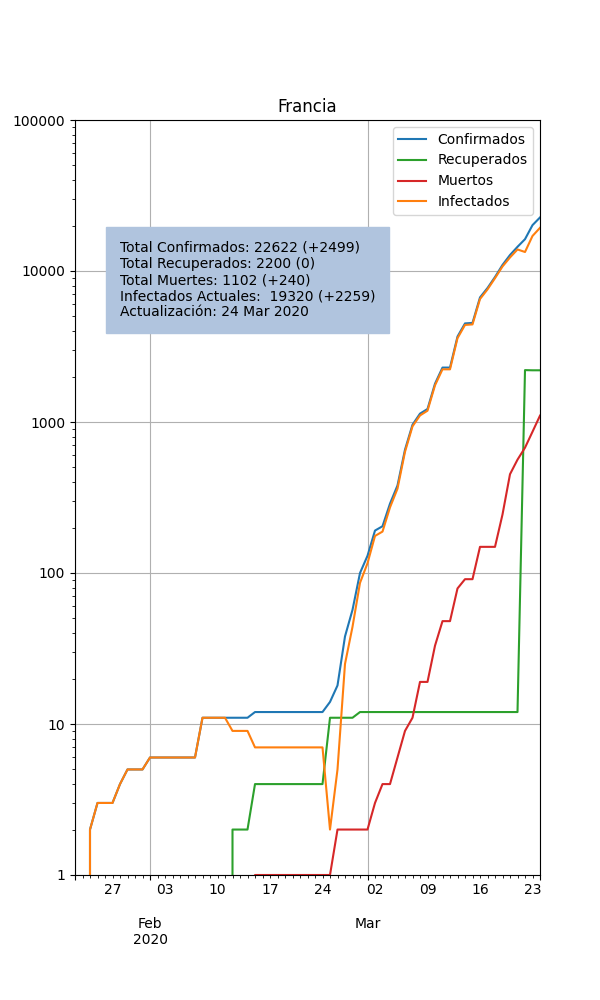 Francia
100000
10000
1000
100
10
1
Confirmados
Recuperados
Muertos
Infectados
Total Confirmados: 22622 (+2499)
Total Recuperados: 2200 (0)
Total Muertes: 1102 (+240)
Infectados Actuales:  19320 (+2259)
Actualización: 24 Mar 2020
27 03 10 17 24 02 09 16 23
Feb Mar
2020